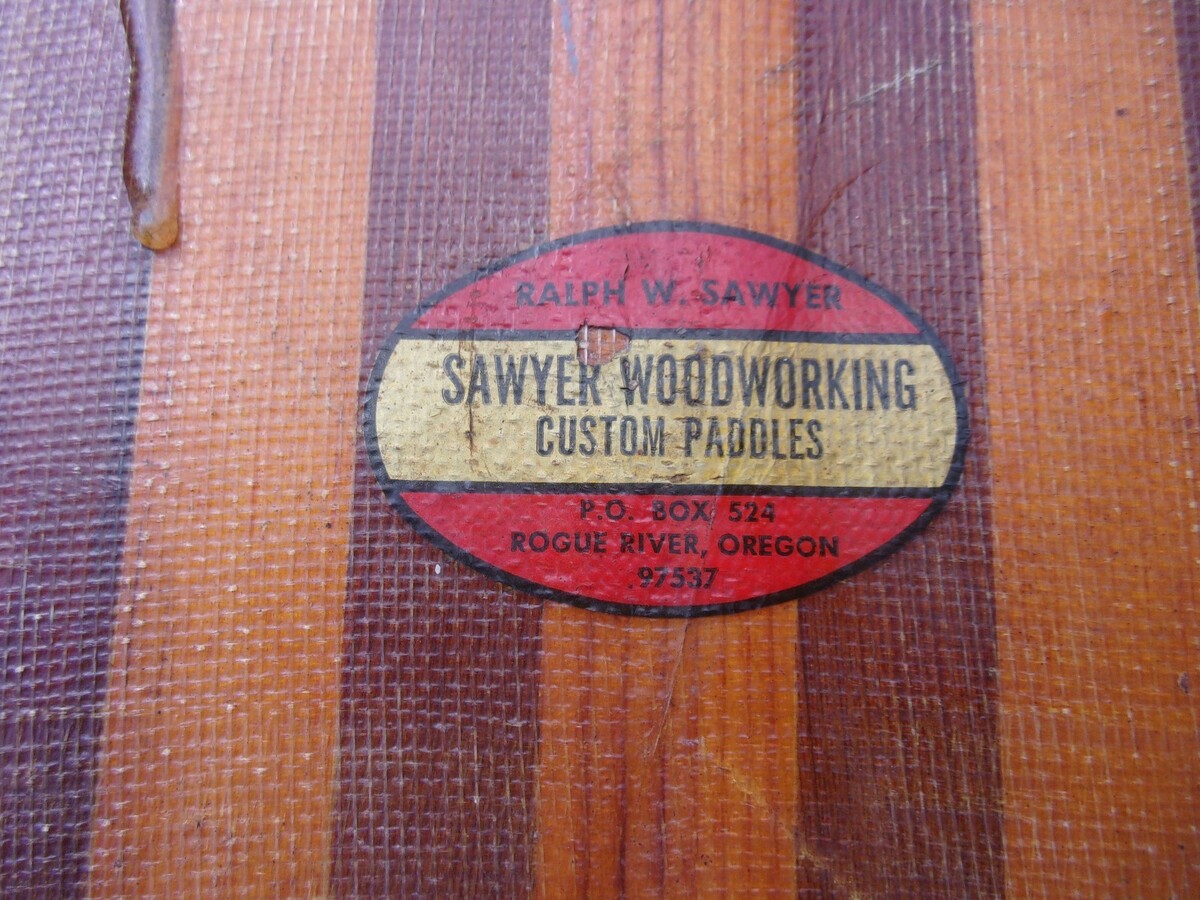 RALPH W. SAWYER
SAWYER WOODWORKING
CUSTOM PADDLES
P.O. BOX 524
ROGUE RIVER, OREGON
97537